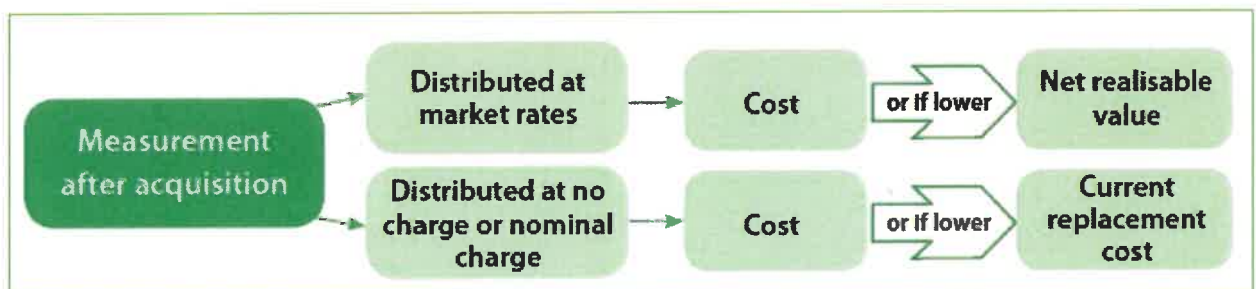 Measurement
after acquisition
Distributed at
market rates
Cost
or if lower
Net realisable
value
Distributed at no
charge or nominal
charge
Cost
or if lower
Current
replacement
cost